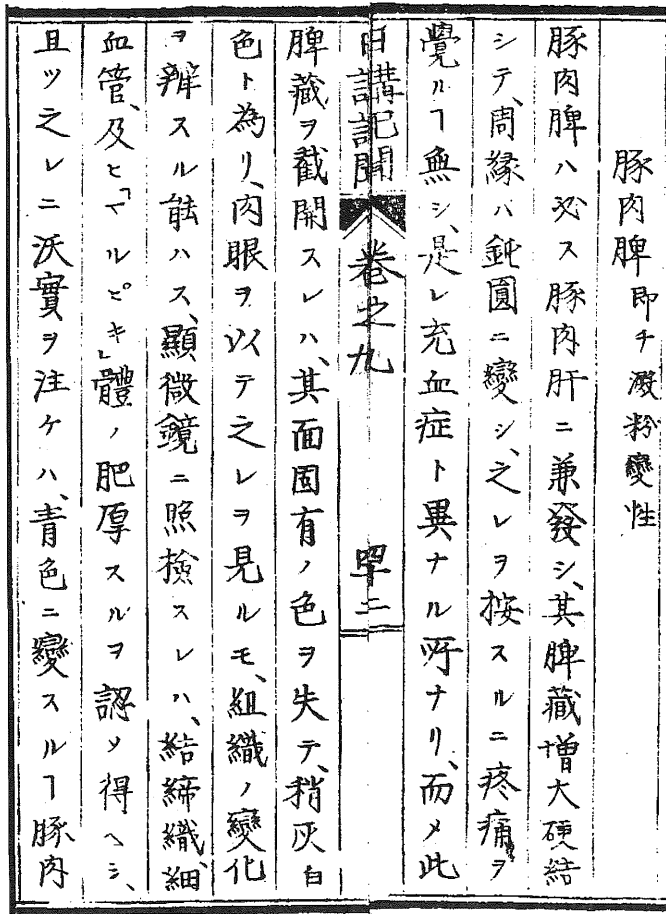 豚肉脾即チ澱粉變性
豚肉脾ハ必ス豚肉肝ニ兼發シ、其脾藏増大硬結
シテ、周緣ハ鈍圓ニ變シ、之レヲ按スルニ疼痛ヲ
覺ルヿ無シ、是レ充血症ト異ナル所ナリ、而〆此
日講記聞 卷之九 四十二
脾藏ヲ截開スレハ、其面固有ノ色ヲ失テ、稍灰白
色ト為リ、肉眼ヲ以テ之レヲ見ルモ、組織ノ變化
ヲ辨スル能ハス、顯微鏡ニ照撿スレハ、結締織、細
血管、及ヒ「マルピキ」體ノ肥厚スルヲ認メ得ヘシ、
且ツ之レニ沃實ヲ注ケハ、青色ニ變スルヿ豚肉